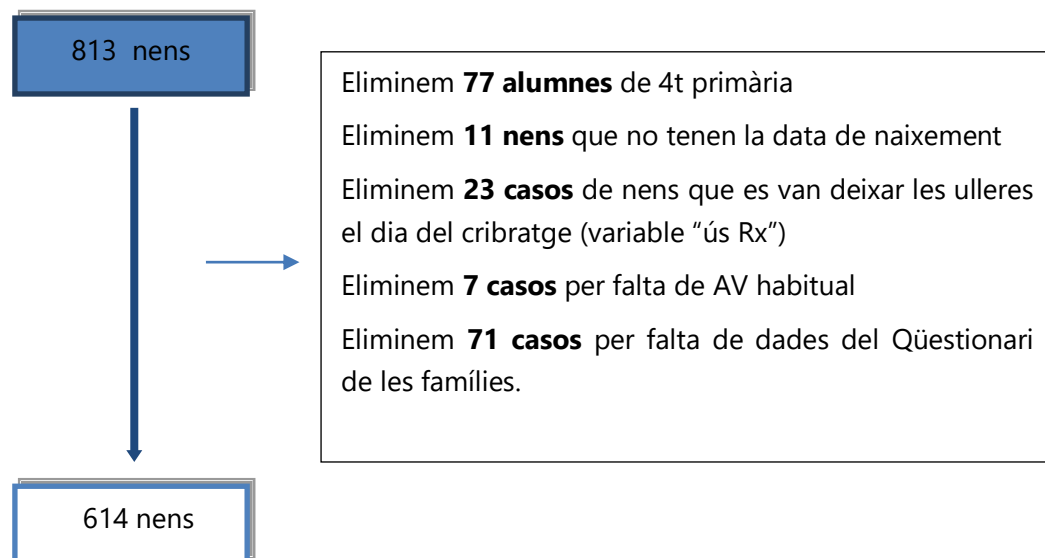 813 nens
Eliminem 77 alumnes de 4t primària
Eliminem 11 nens que no tenen la data de naixement
Eliminem 23 casos de nens que es van deixar les ulleres
el dia del cribratge (variable “ús Rx”)
Eliminem 7 casos per falta de AV habitual
Eliminem 71 casos per falta de dades del Qüestionari
de les famílies.
614 nens